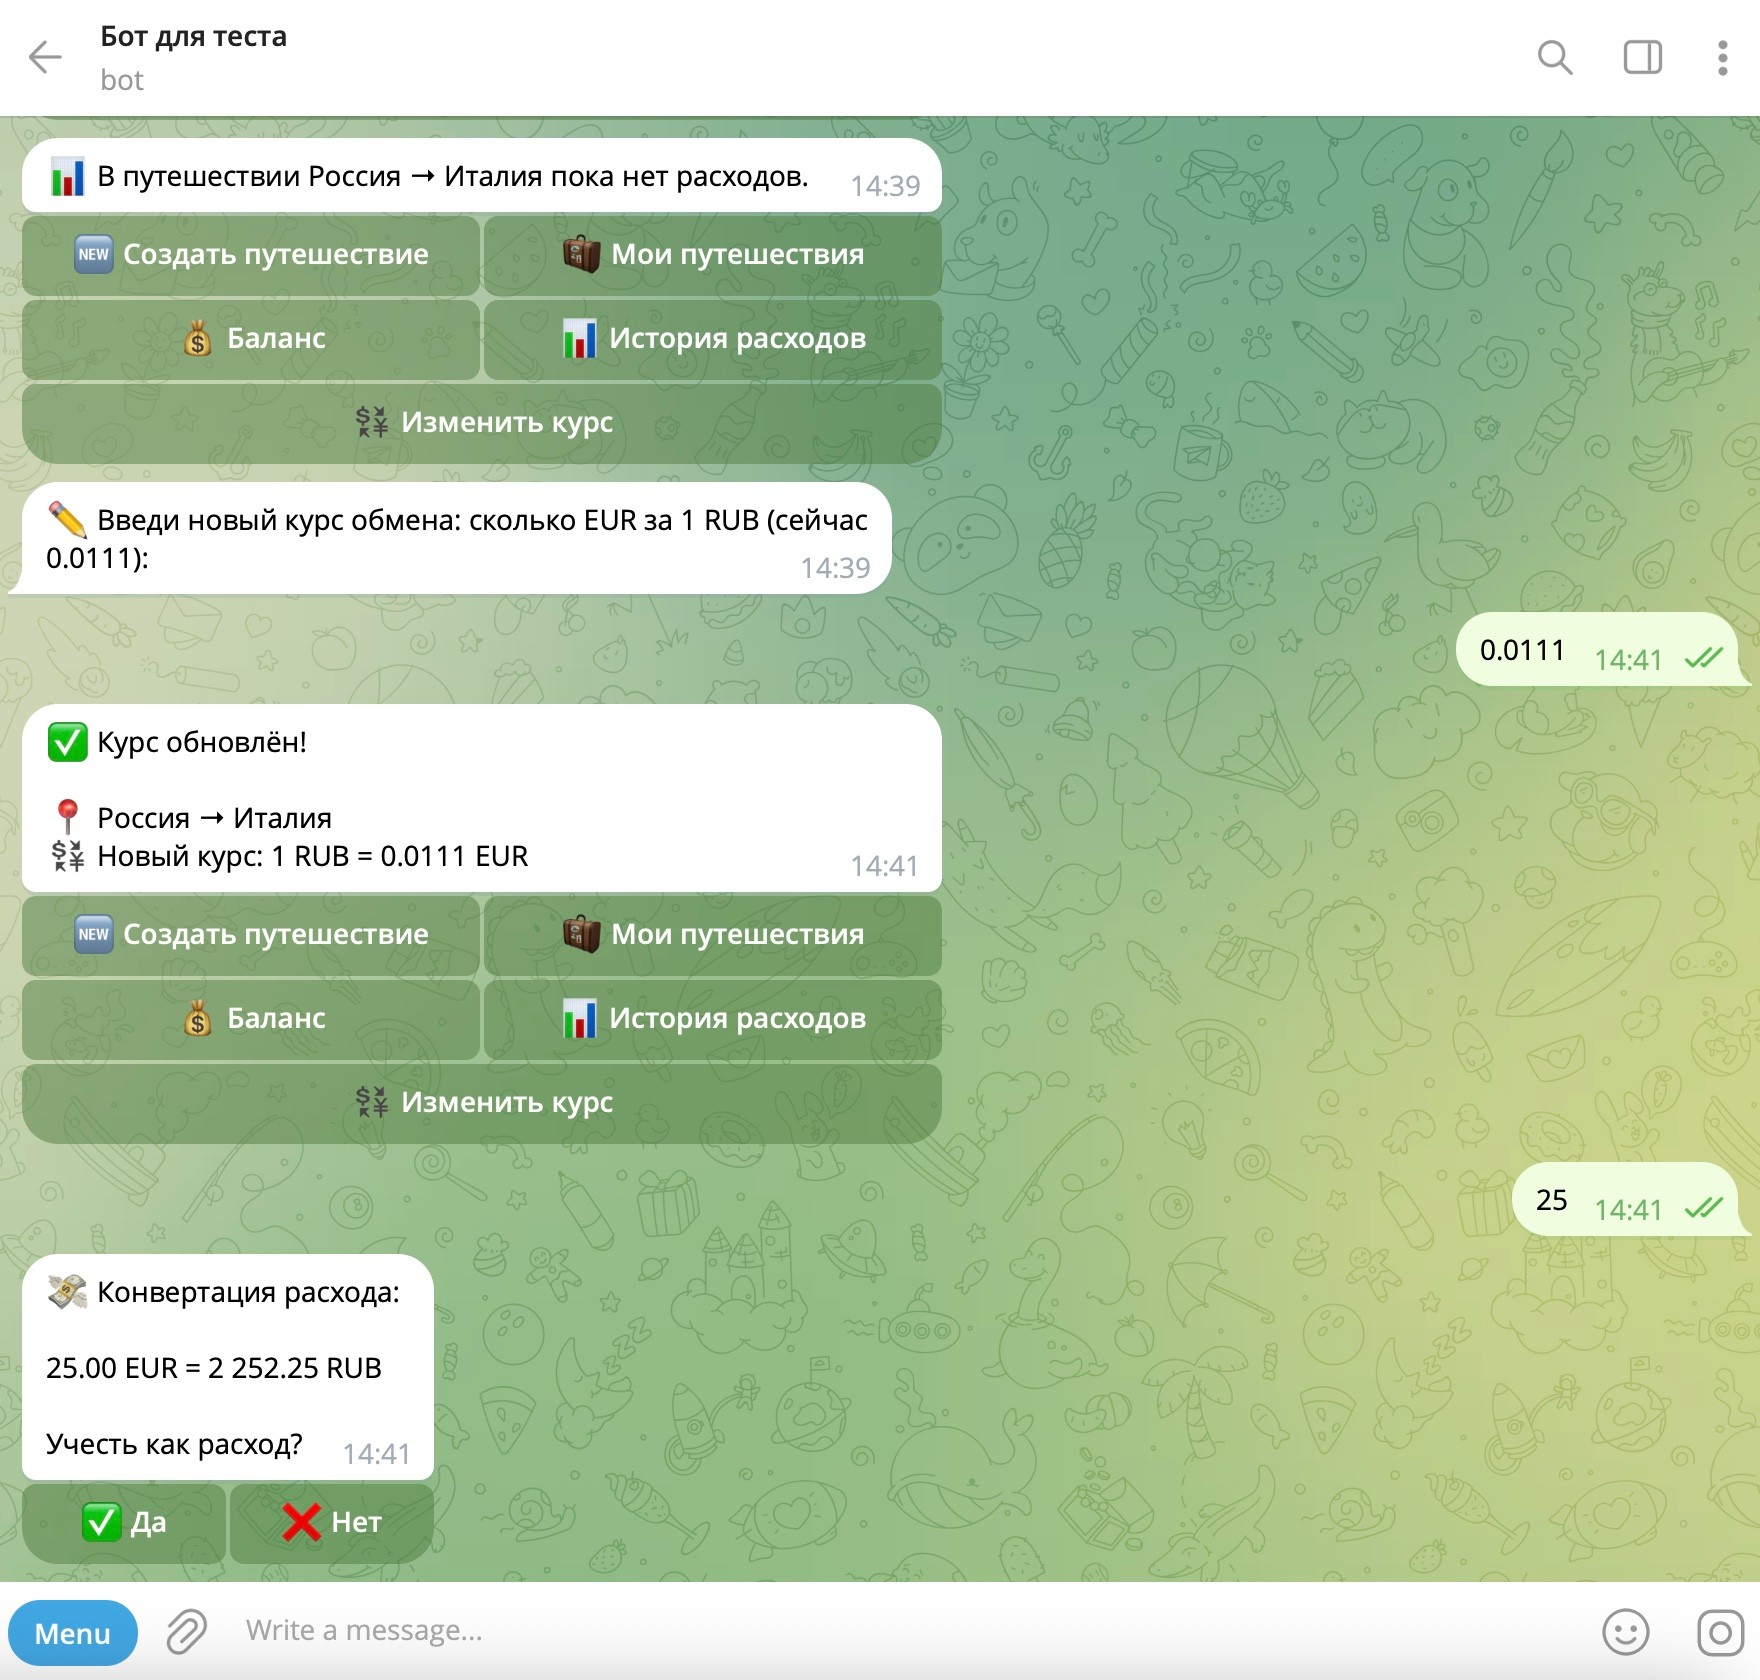 Бот для теста
bot
В путешествии Россия → Италия пока нет расходов. 14:39
NEW Создать путешествие
Мои путешествия
Баланс
История расходов
Изменить курс
Введи новый курс обмена: сколько EUR за 1 RUB (сейчас
0.0111): 14:39
0.0111 14:41
Курс обновлён!
Россия → Италия
Новый курс: 1 RUB = 0.0111 EUR 14:41
NEW Создать путешествие
Мои путешествия
Баланс
История расходов
Изменить курс
25 14:41
Конвертация расхода:
25.00 EUR = 2 252.25 RUB
Учесть как расход? 14:41
Да
Нет
Menu
Write a message...